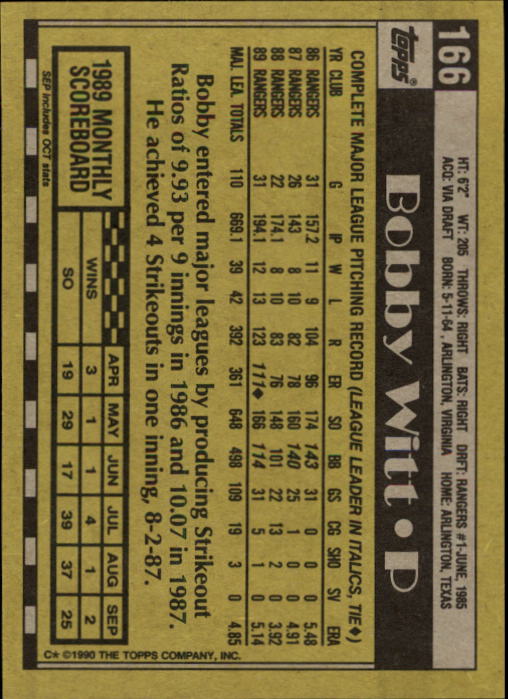 166
topps®
Bobby Witt • P
HT: 6'2" WT: 205 THROWS: RIGHT BATS: RIGHT DRFT: RANGERS #1-JUNE, 1985
ACQ: VIA DRAFT BORN: 5-11-64, ARLINGTON, VIRGINIA HOME: ARLINGTON, TEXAS
COMPLETE MAJOR LEAGUE PITCHING RECORD (LEAGUE LEADER IN ITALICS, TIE♦)
YR CLUB G IP W L R ER SO BB GS CG SHO SV ERA
86 RANGERS 31 157.2 11 9 104 96 174 143 31 0 0 0 5.48
87 RANGERS 26 143 8 10 82 78 160 140 25 1 0 0 4.91
88 RANGERS 22 174.1 8 10 83 76 148 101 22 13 2 0 3.92
89 RANGERS 31 194.1 12 13 123 111♦ 166 114 31 5 1 0 5.14
MAJ. LEA. TOTALS 110 669.1 39 42 392 361 648 498 109 19 3 0 4.85
Bobby entered major leagues by producing Strikeout
Ratios of 9.93 per 9 innings in 1986 and 10.07 in 1987.
He achieved 4 Strikeouts in one inning, 8-2-87.
1989 MONTHLY
SCOREBOARD
APR MAY JUN JUL AUG SEP
WINS 3 1 1 4 1 2
SO 19 29 17 39 37 25
SEP includes OCT stats
C* ©1990 THE TOPPS COMPANY, INC.